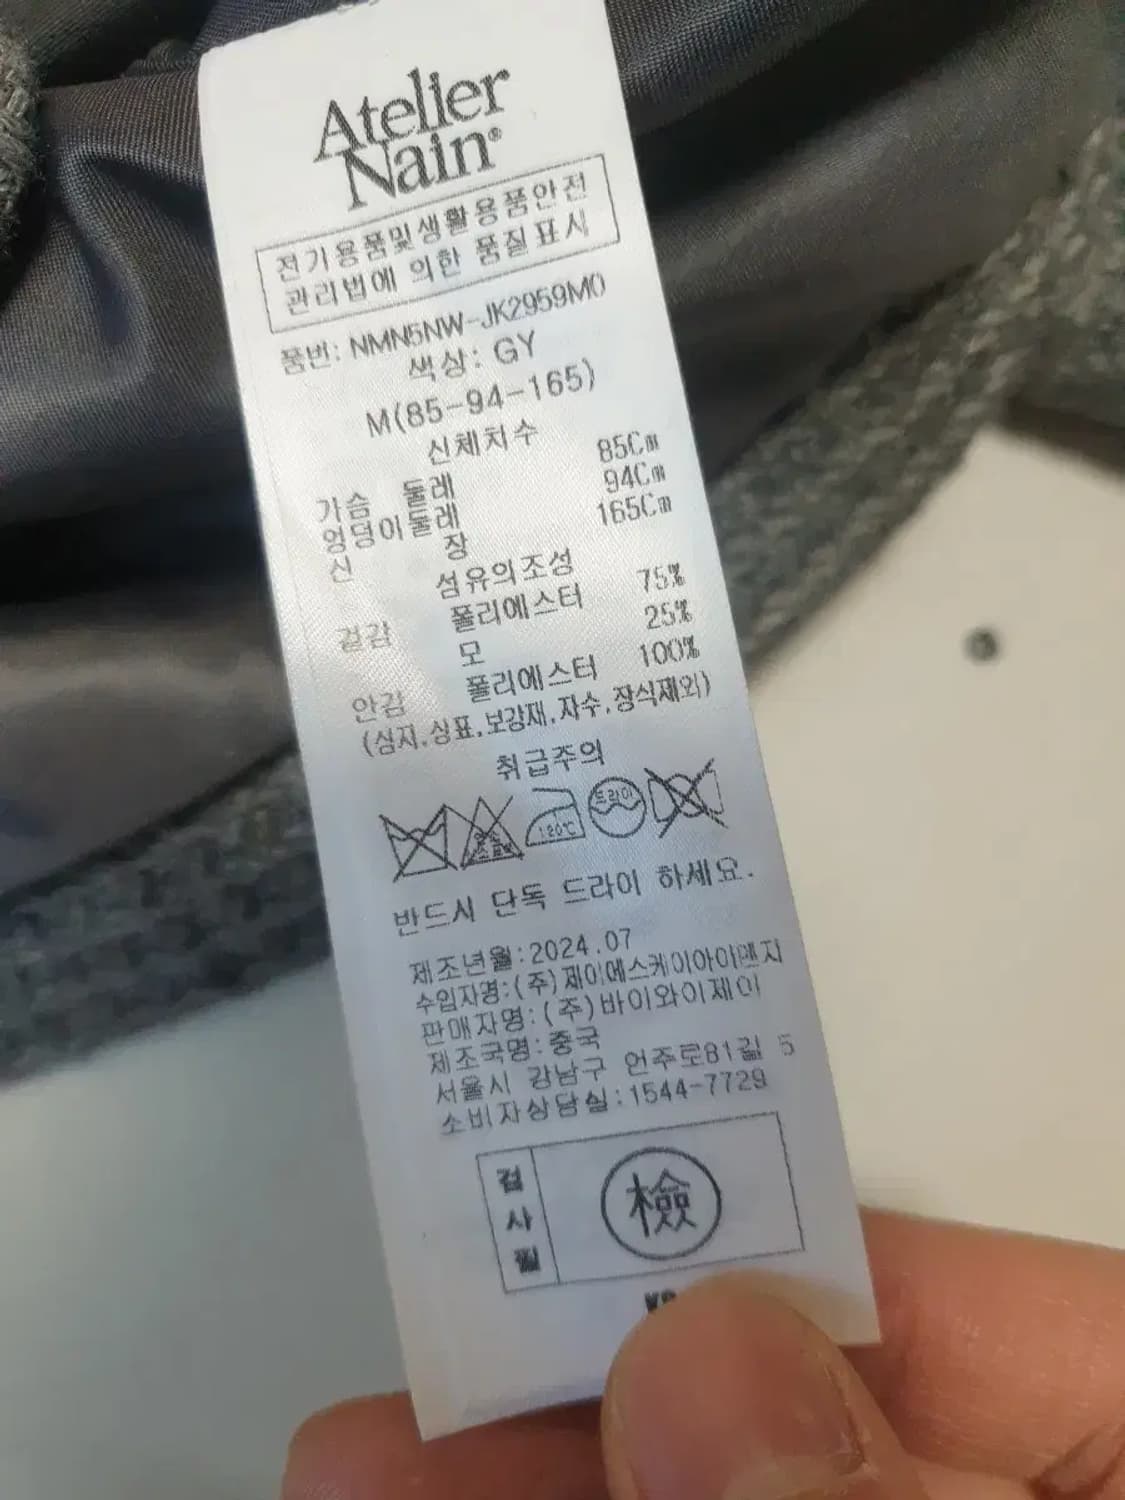 Atelier
Nain®
전기용품및생활용품안전
관리법에 의한 품질표시
품번: NMN5NW-JK2959M0
색상: GY
M(85-94-165)
신체치수
가슴 둘레 85Cm
엉덩이둘레 94Cm
신 장 165Cm
섬유의조성
겉감 폴리에스터 75%
모 25%
안감 폴리에스터 100%
(심지,상표,보강재,자수,장식제외)
취급주의
120℃ 드라이
반드시 단독 드라이 하세요.
제조년월:2024.07
수입자명:(주)제이에스케이아이앤지
판매자명:(주)바이와이제이
제조국명:중국
서울시 강남구 언주로81길 5
소비자상담실:1544-7729
검
사
필
檢